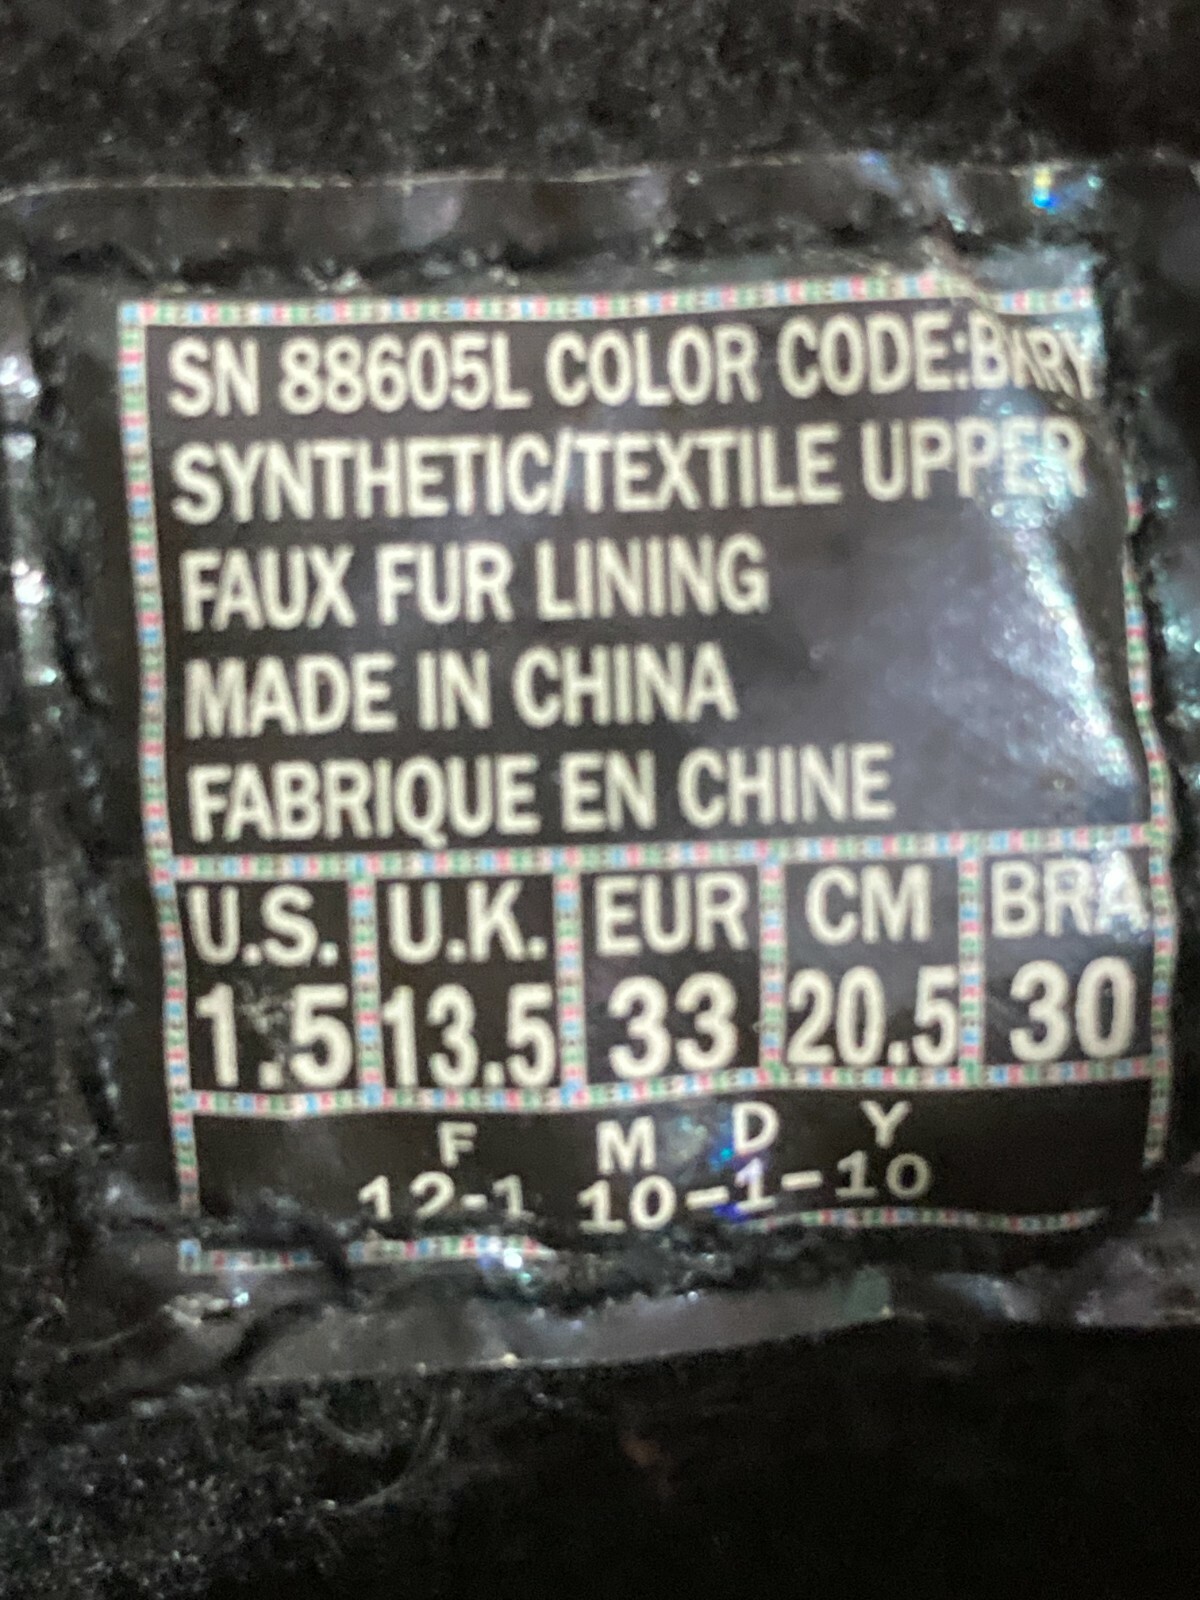 SN 88605L COLOR CODE:
SYNTHETIC/TEXTILE UPPER
FAUX FUR LINING
MADE IN CHINA
FABRIQUE EN CHINE
U.S. U.K. EUR CM BRA
1.5 13.5 33 20.5 30
F M D Y
12-1 10-1-10